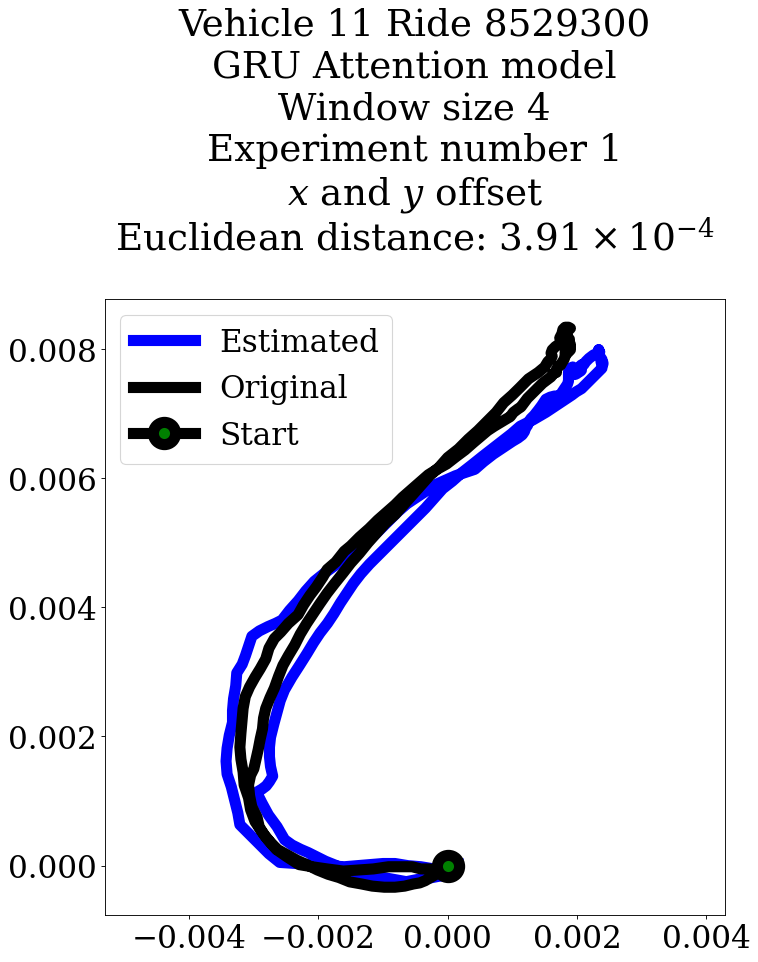 Vehicle 11 Ride 8529300
GRU Attention model
Window size 4
Experiment number 1
x and y offset
Euclidean distance: 3.91 × 10⁻⁴
Estimated
Original
Start
0.008
0.006
0.004
0.002
0.000
−0.004 −0.002 0.000 0.002 0.004